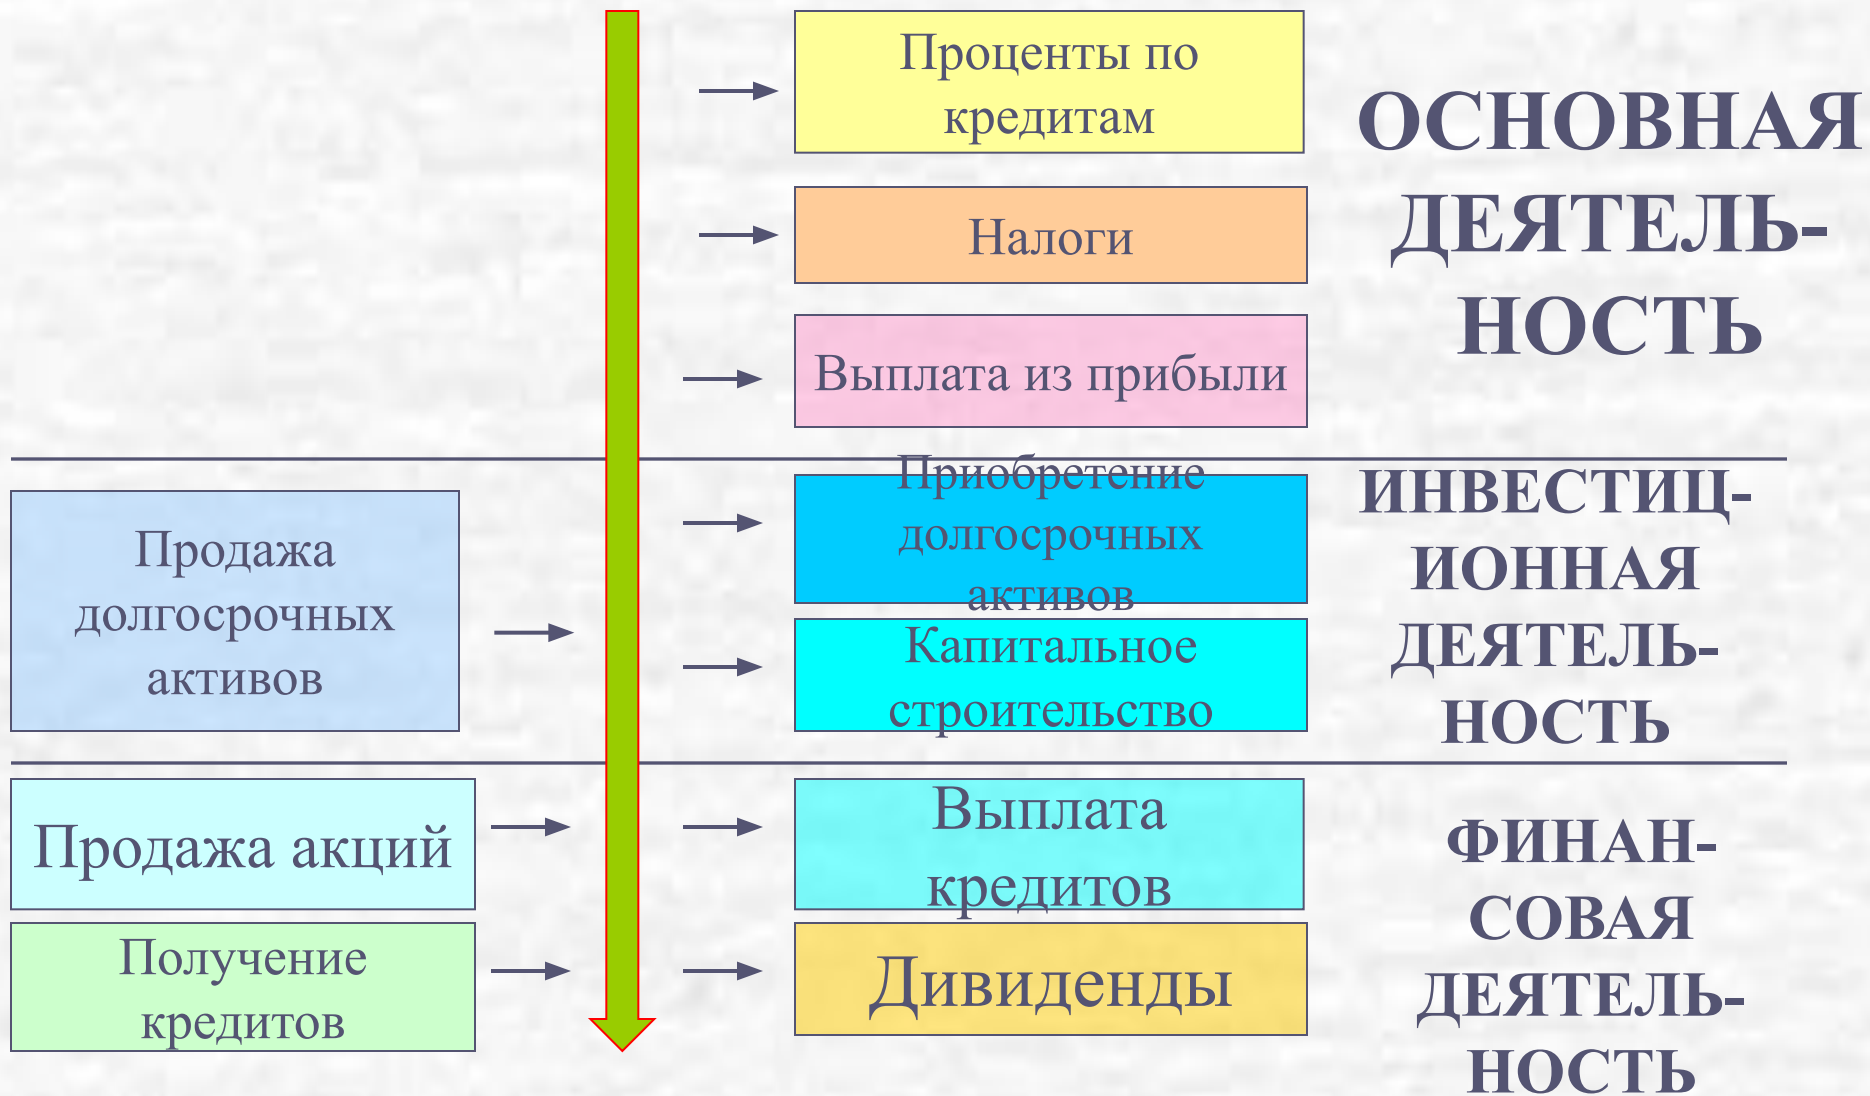 Проценты по
кредитам
Налоги
Выплата из прибыли
ОСНОВНАЯ
ДЕЯТЕЛЬ-
НОСТЬ
Продажа
долгосрочных
активов
Приобретение
долгосрочных
активов
Капитальное
строительство
ИНВЕСТИЦ-
ИОННАЯ
ДЕЯТЕЛЬ-
НОСТЬ
Продажа акций
Получение
кредитов
Выплата
кредитов
Дивиденды
ФИНАН-
СОВАЯ
ДЕЯТЕЛЬ-
НОСТЬ